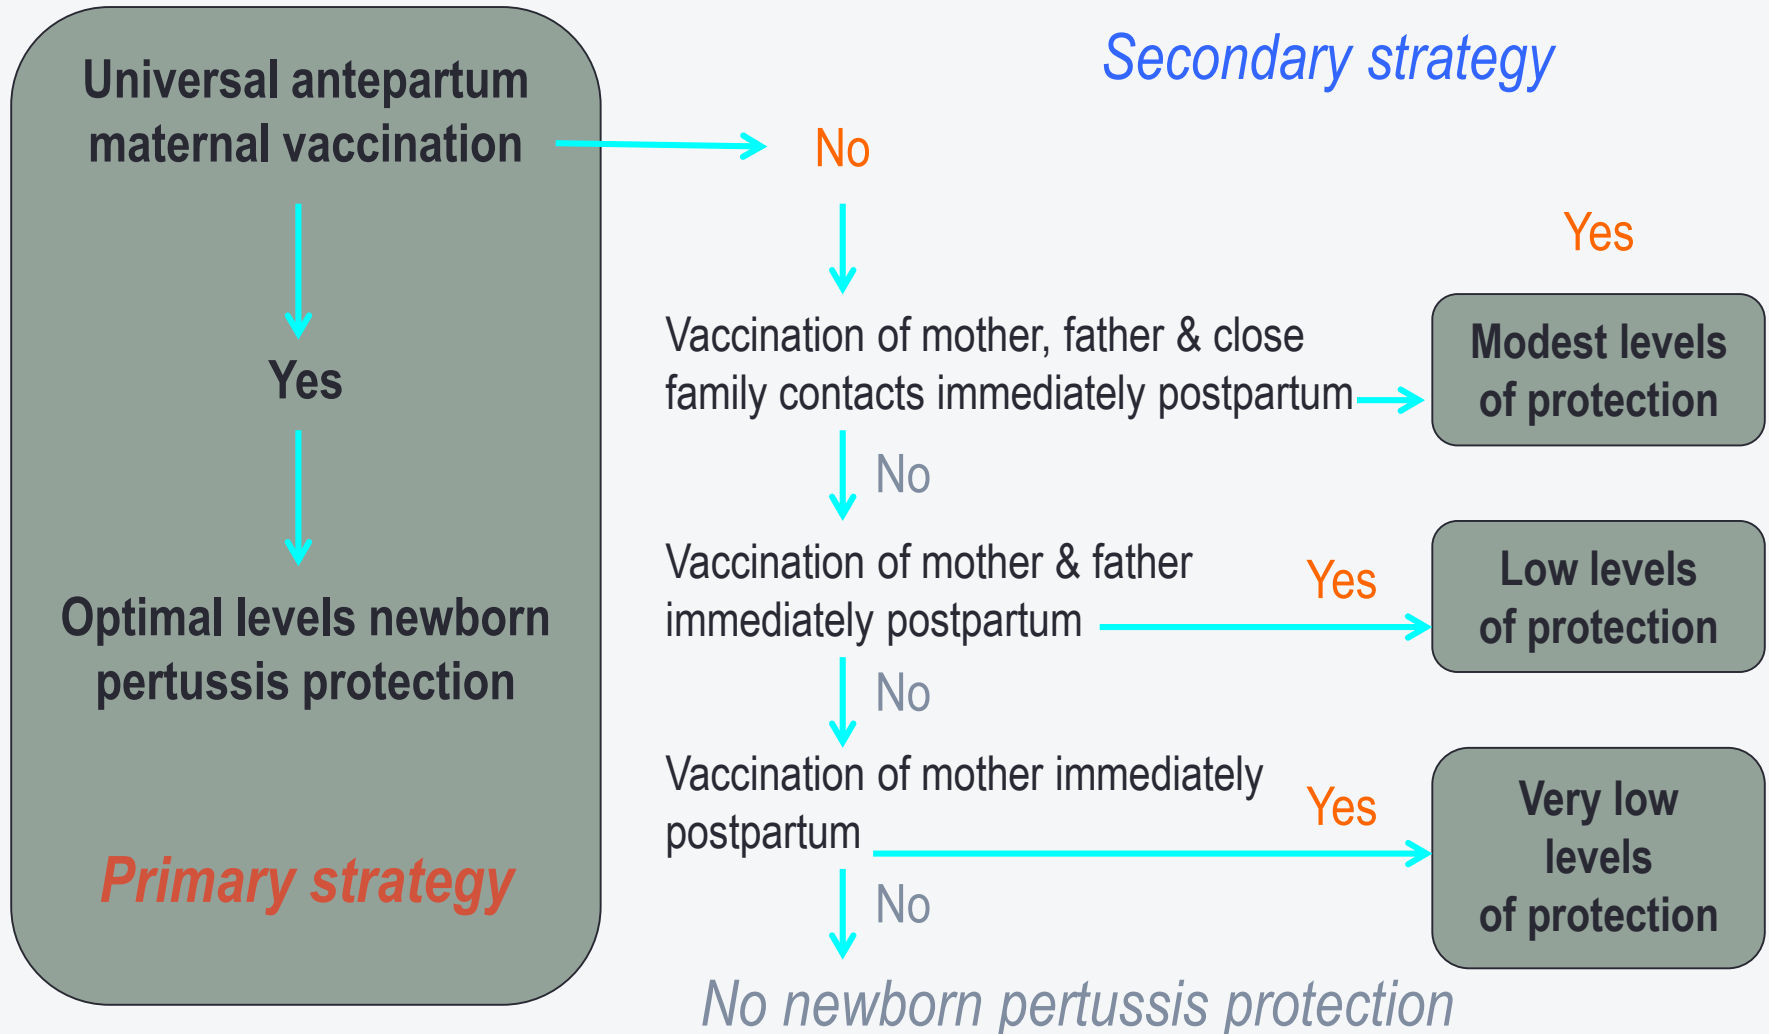 Universal antepartum
maternal vaccination
Yes
Optimal levels newborn
pertussis protection
Primary strategy
Secondary strategy
No
Vaccination of mother, father & close
family contacts immediately postpartum
Yes
Modest levels
of protection
No
Vaccination of mother & father
immediately postpartum
Yes
Low levels
of protection
No
Vaccination of mother immediately
postpartum
Yes
Very low
levels
of protection
No
No newborn pertussis protection